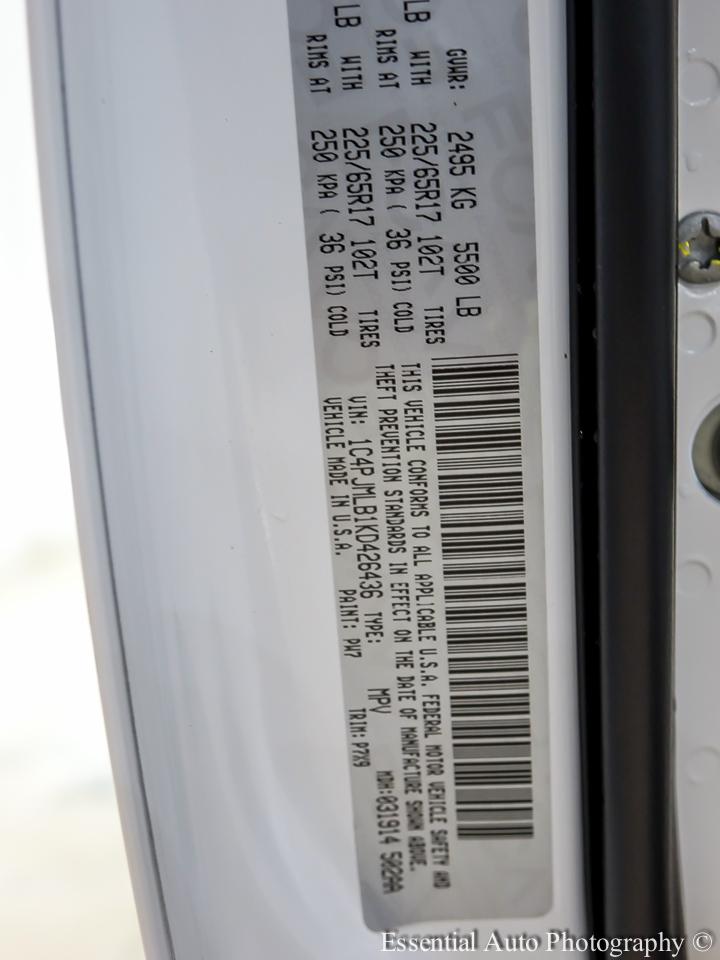 GVWR: 2495 KG 5500 LB
LB WITH 225/65R17 102T TIRES
RIMS AT 250 KPA ( 36 PSI) COLD
LB WITH 225/65R17 102T TIRES
RIMS AT 250 KPA ( 36 PSI) COLD
THIS VEHICLE CONFORMS TO ALL APPLICABLE U.S.A. FEDERAL MOTOR VEHICLE SAFETY AND
THEFT PREVENTION STANDARDS IN EFFECT ON THE DATE OF MANUFACTURE SHOWN ABOVE.
VIN: 1C4PJMLB1KD426436 TYPE: MPV MDH:031914 502AA
VEHICLE MADE IN U.S.A. PAINT: PW7 TRIM:P7X9
Essential Auto Photography ©